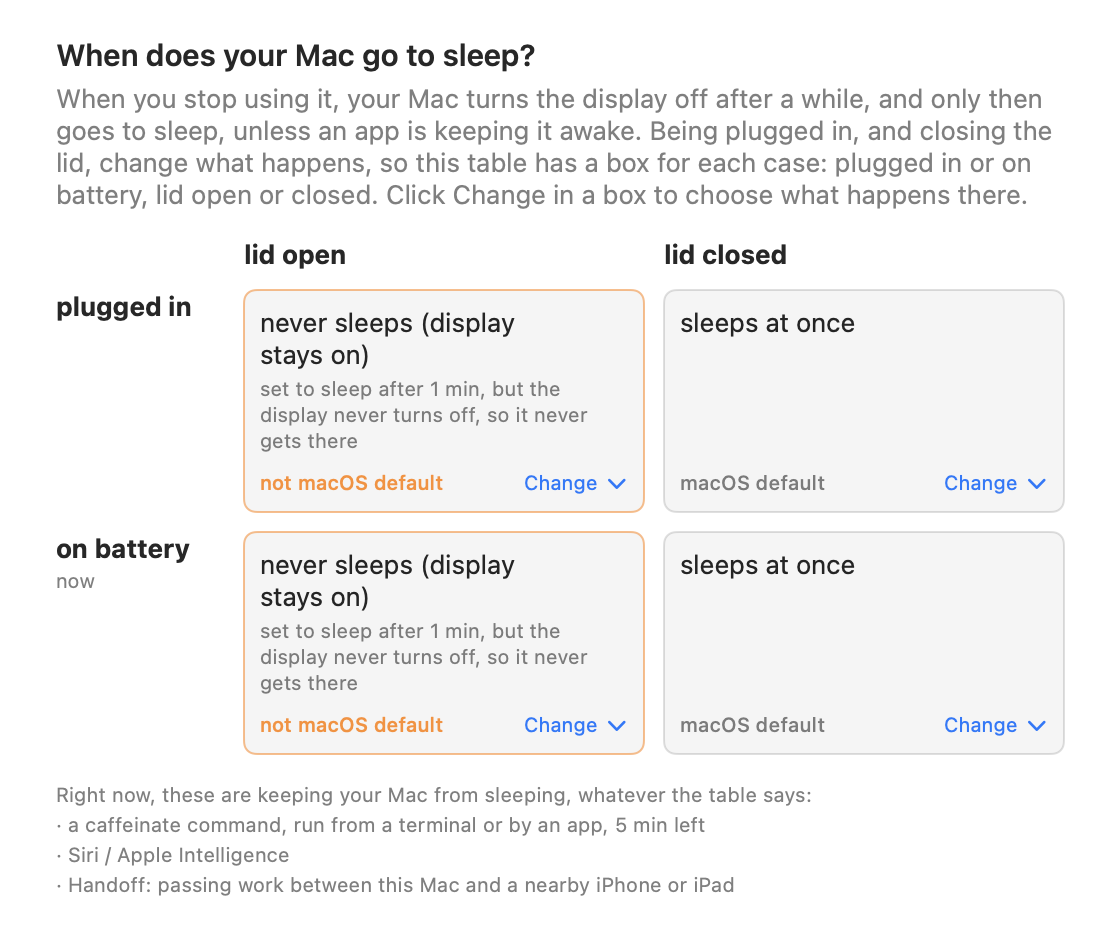 When does your Mac go to sleep?
When you stop using it, your Mac turns the display off after a while, and only then
goes to sleep, unless an app is keeping it awake. Being plugged in, and closing the
lid, change what happens, so this table has a box for each case: plugged in or on
battery, lid open or closed. Click Change in a box to choose what happens there.
lid open
lid closed
plugged in
never sleeps (display
stays on)
set to sleep after 1 min, but the
display never turns off, so it never
gets there
not macOS default
Change
sleeps at once
macOS default
Change
on battery
now
never sleeps (display
stays on)
set to sleep after 1 min, but the
display never turns off, so it never
gets there
not macOS default
Change
sleeps at once
macOS default
Change
Right now, these are keeping your Mac from sleeping, whatever the table says:
· a caffeinate command, run from a terminal or by an app, 5 min left
· Siri / Apple Intelligence
· Handoff: passing work between this Mac and a nearby iPhone or iPad